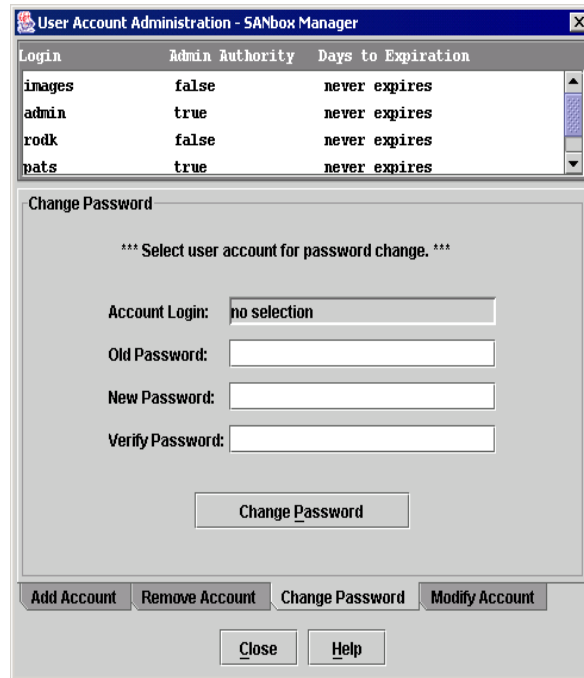 User Account Administration - SANbox Manager
Login Admin Authority Days to Expiration
images false never expires
admin true never expires
rodk false never expires
pats true never expires
Change Password
*** Select user account for password change. ***
Account Login: no selection
Old Password:
New Password:
Verify Password:
Change Password
Add Account Remove Account Change Password Modify Account
Close Help